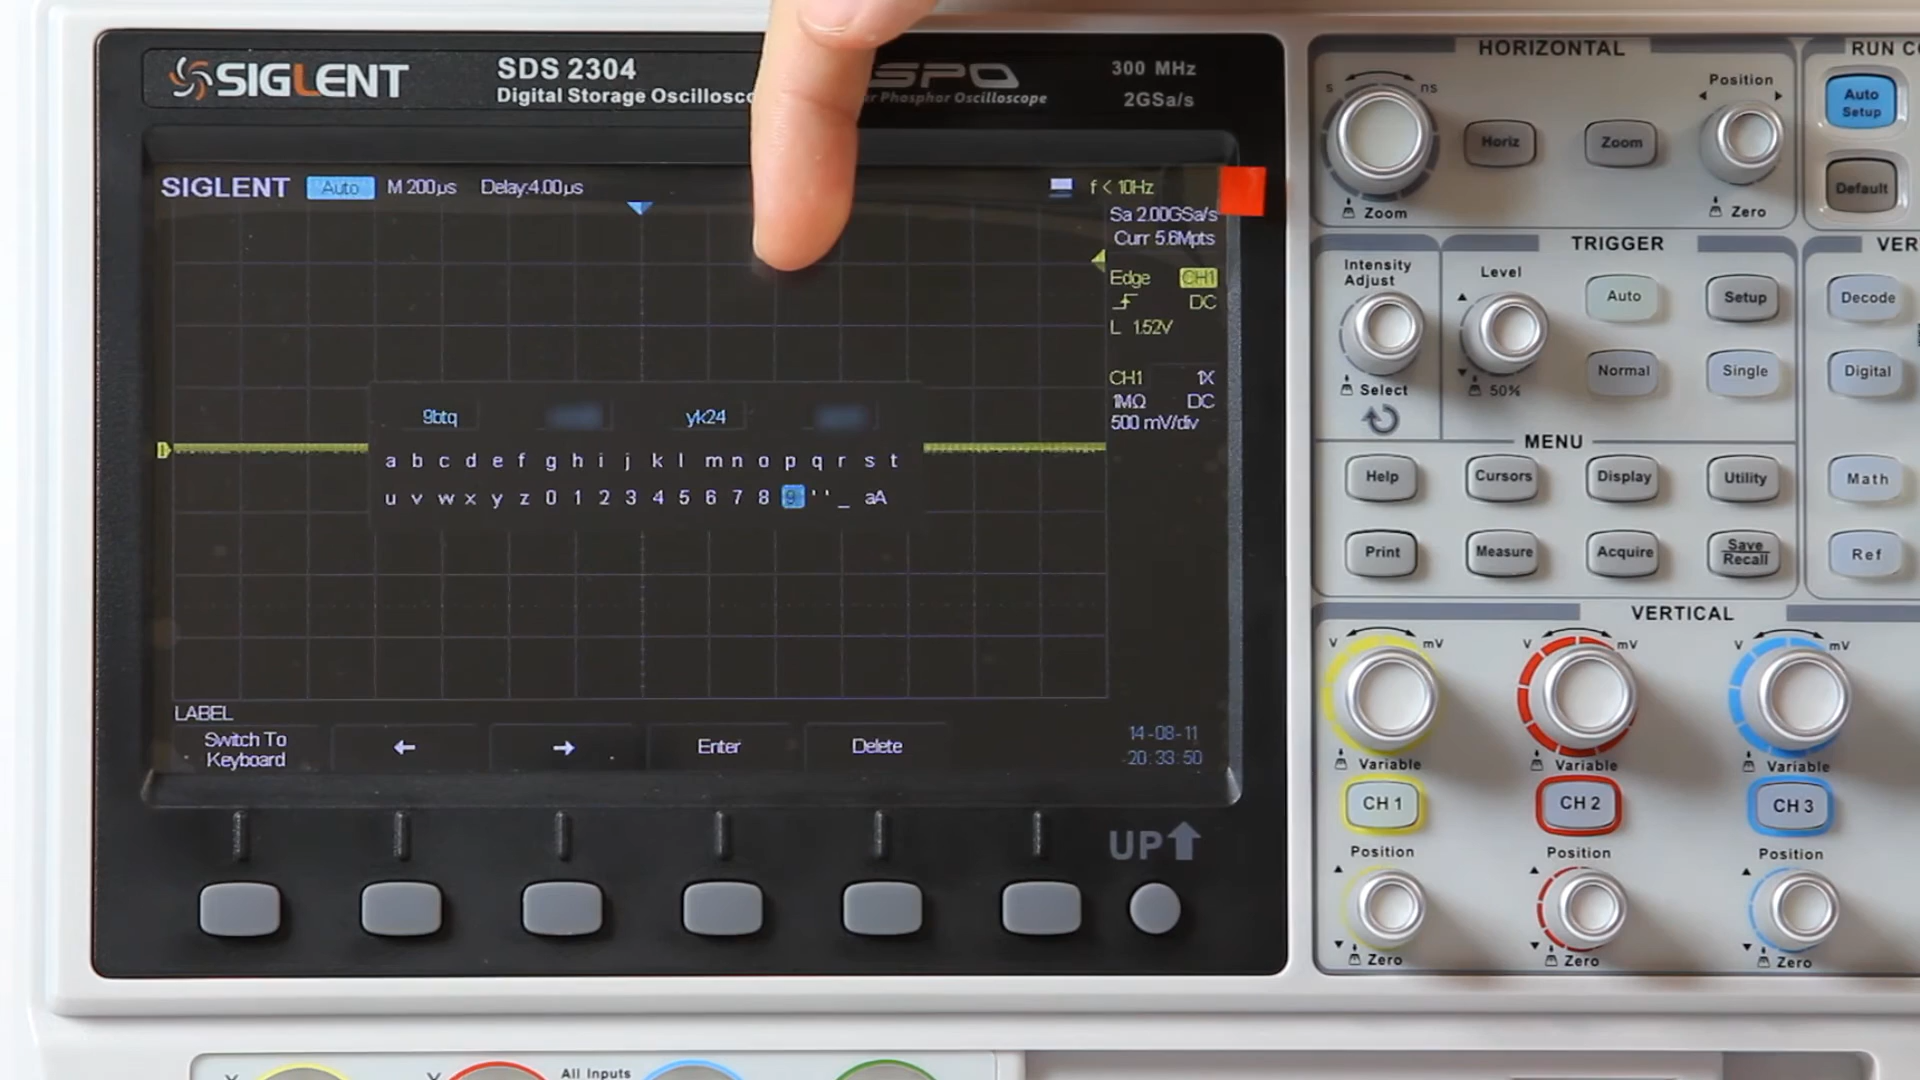 SIGLENT
SDS 2304
Digital Storage
SPO
Phosphor Oscilloscope
300 MHz
2GSa/s
SIGLENT Auto M 200µs Delay:4.00µs f < 10Hz
Sa 2.00GSa/s
Curr 5.6Mpts
Edge CH1
DC
L 1.52V
CH1 1X
1MΩ DC
500 mV/div
9btq yk24
a b c d e f g h i j k l m n o p q r s t
u v w x y z 0 1 2 3 4 5 6 7 8 9 ' ' _ aA
LABEL
Switch To Keyboard
←
→
Enter
Delete
14-08-11
20:33:50
UP
HORIZONTAL
s ns
Zoom
Horiz
Zoom
Position
Zero
Auto Setup
Default
TRIGGER
Intensity Adjust
Select
Level
50%
Auto
Setup
Normal
Single
Decode
Digital
MENU
Help
Cursors
Display
Utility
Math
Print
Measure
Acquire
Save Recall
Ref
VERTICAL
V mV
V mV
V mV
Variable
Variable
Variable
CH 1
CH 2
CH 3
Position
Position
Position
Zero
Zero
Zero
All Inputs